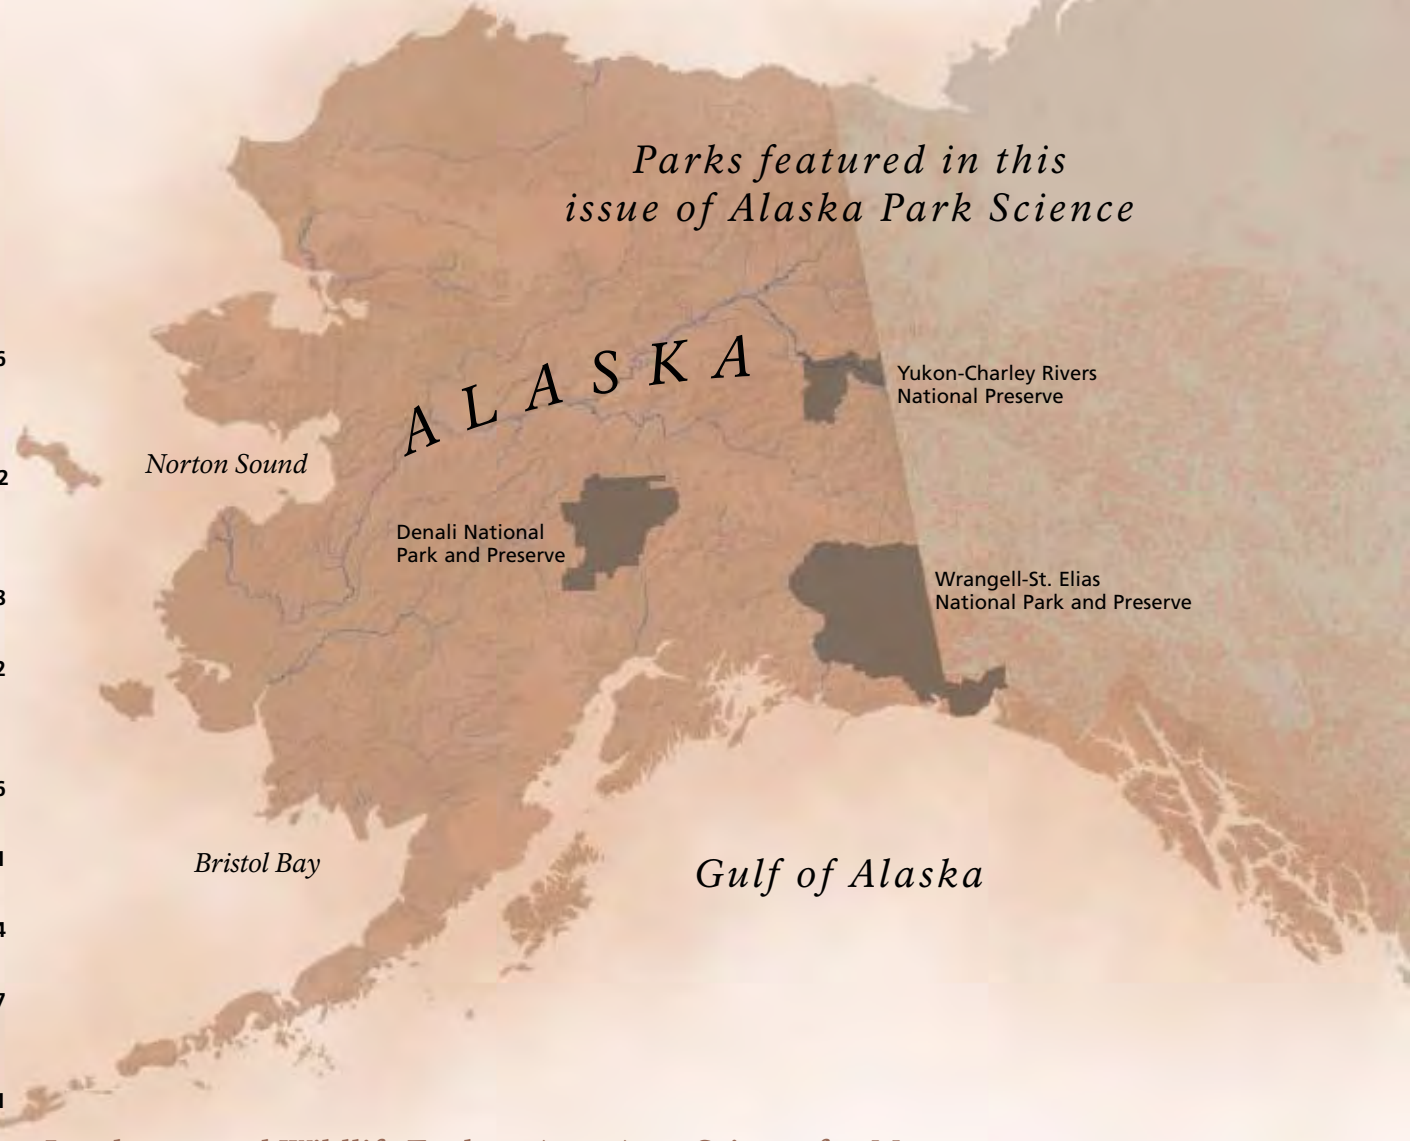 Parks featured in this
issue of Alaska Park Science
ALASKA
Yukon-Charley Rivers
National Preserve
Norton Sound
Denali National
Park and Preserve
Wrangell-St. Elias
National Park and Preserve
Bristol Bay
Gulf of Alaska